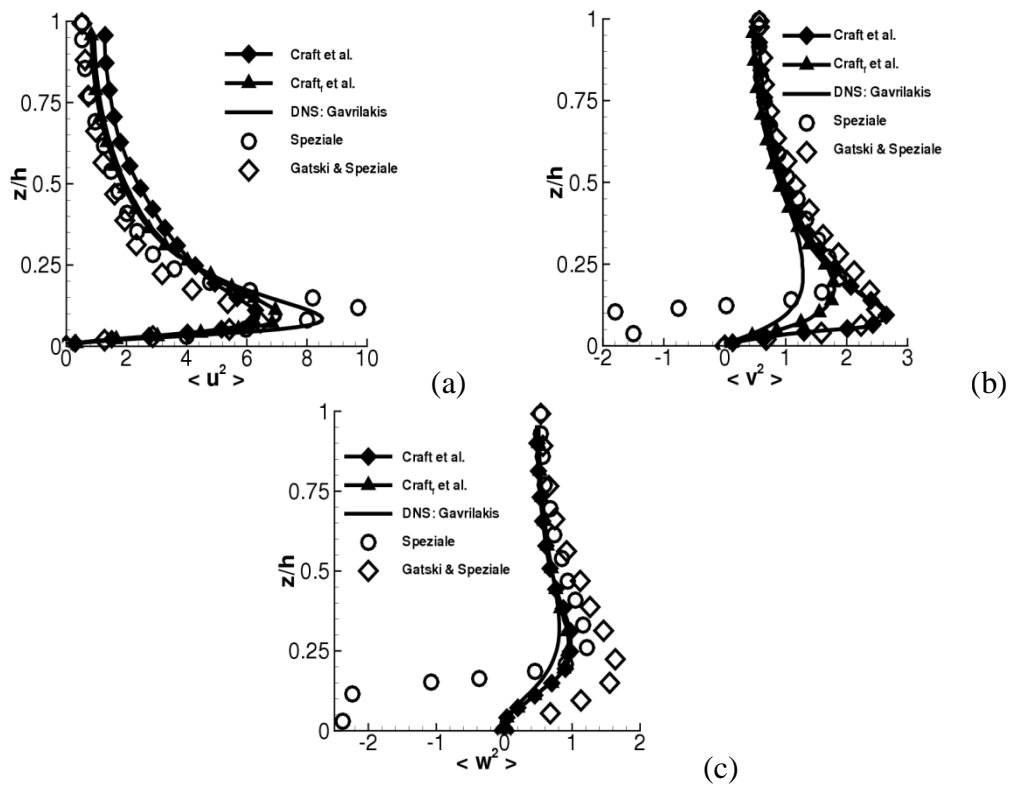 1
0.75
0.5
0.25
0
z/h
0 2 4 6 8 10
< u² >
Craft et al.
Craftf et al.
DNS: Gavrilakis
Speziale
Gatski & Speziale
(a)
1
0.75
0.5
0.25
0
z/h
-2 -1 0 1 2 3
< v² >
Craft et al.
Craftf et al.
DNS: Gavrilakis
Speziale
Gatski & Speziale
(b)
1
0.75
0.5
0.25
0
z/h
-2 -1 0 1 2
< w² >
Craft et al.
Craftf et al.
DNS: Gavrilakis
Speziale
Gatski & Speziale
(c)